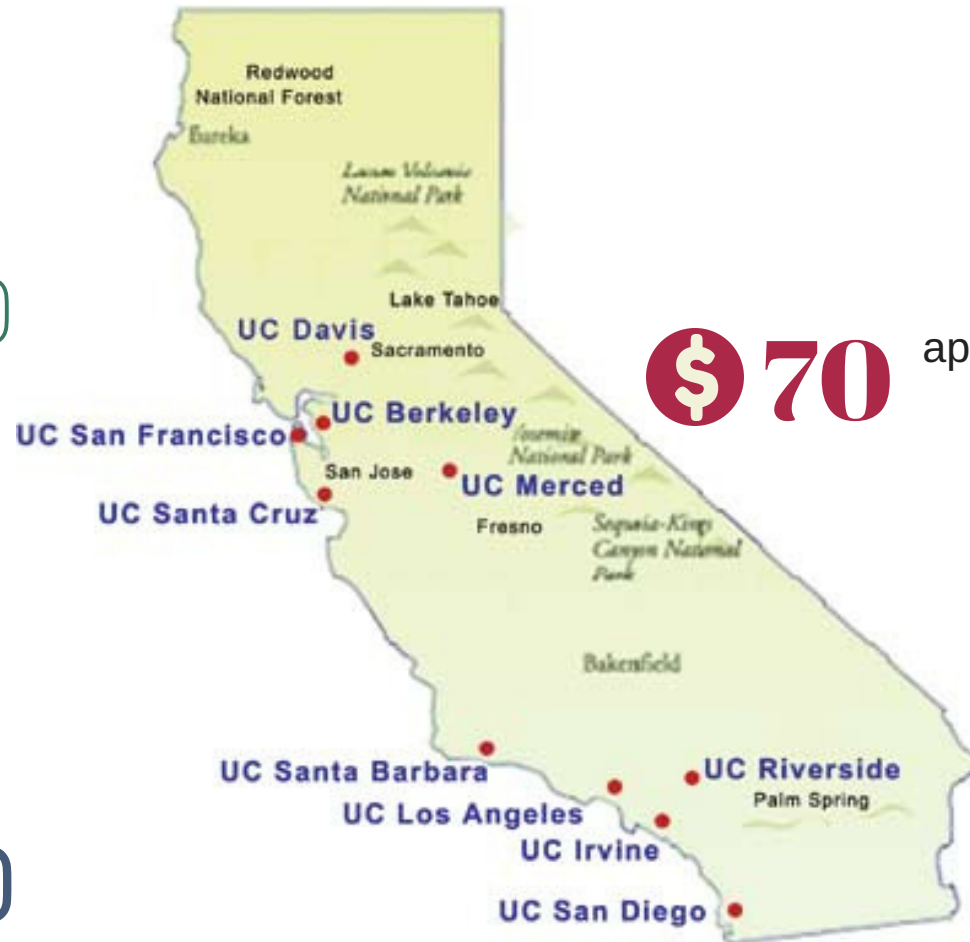 Redwood
National Forest
Eureka
Lassen Volcanic
National Park
Lake Tahoe
UC Davis
Sacramento
$ 70
ap
UC Berkeley
UC San Francisco
Yosemite
National Park
San Jose
UC Merced
UC Santa Cruz
Fresno
Sequoia-Kings
Canyon National
Park
Bakersfield
UC Santa Barbara
UC Riverside
Palm Spring
UC Los Angeles
UC Irvine
UC San Diego